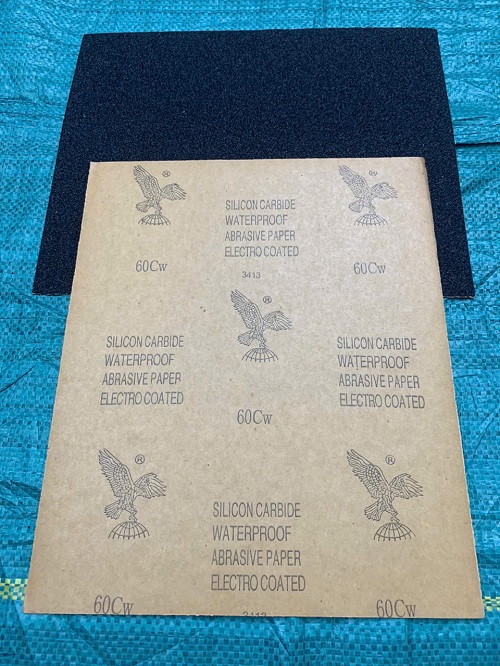 ®
®
SILICON CARBIDE
WATERPROOF
ABRASIVE PAPER
ELECTRO COATED
60Cw
60Cw
3413
®
SILICON CARBIDE
WATERPROOF
ABRASIVE PAPER
ELECTRO COATED
SILICON CARBIDE
WATERPROOF
ABRASIVE PAPER
ELECTRO COATED
60Cw
®
®
SILICON CARBIDE
WATERPROOF
ABRASIVE PAPER
ELECTRO COATED
60Cw
3413
60Cw